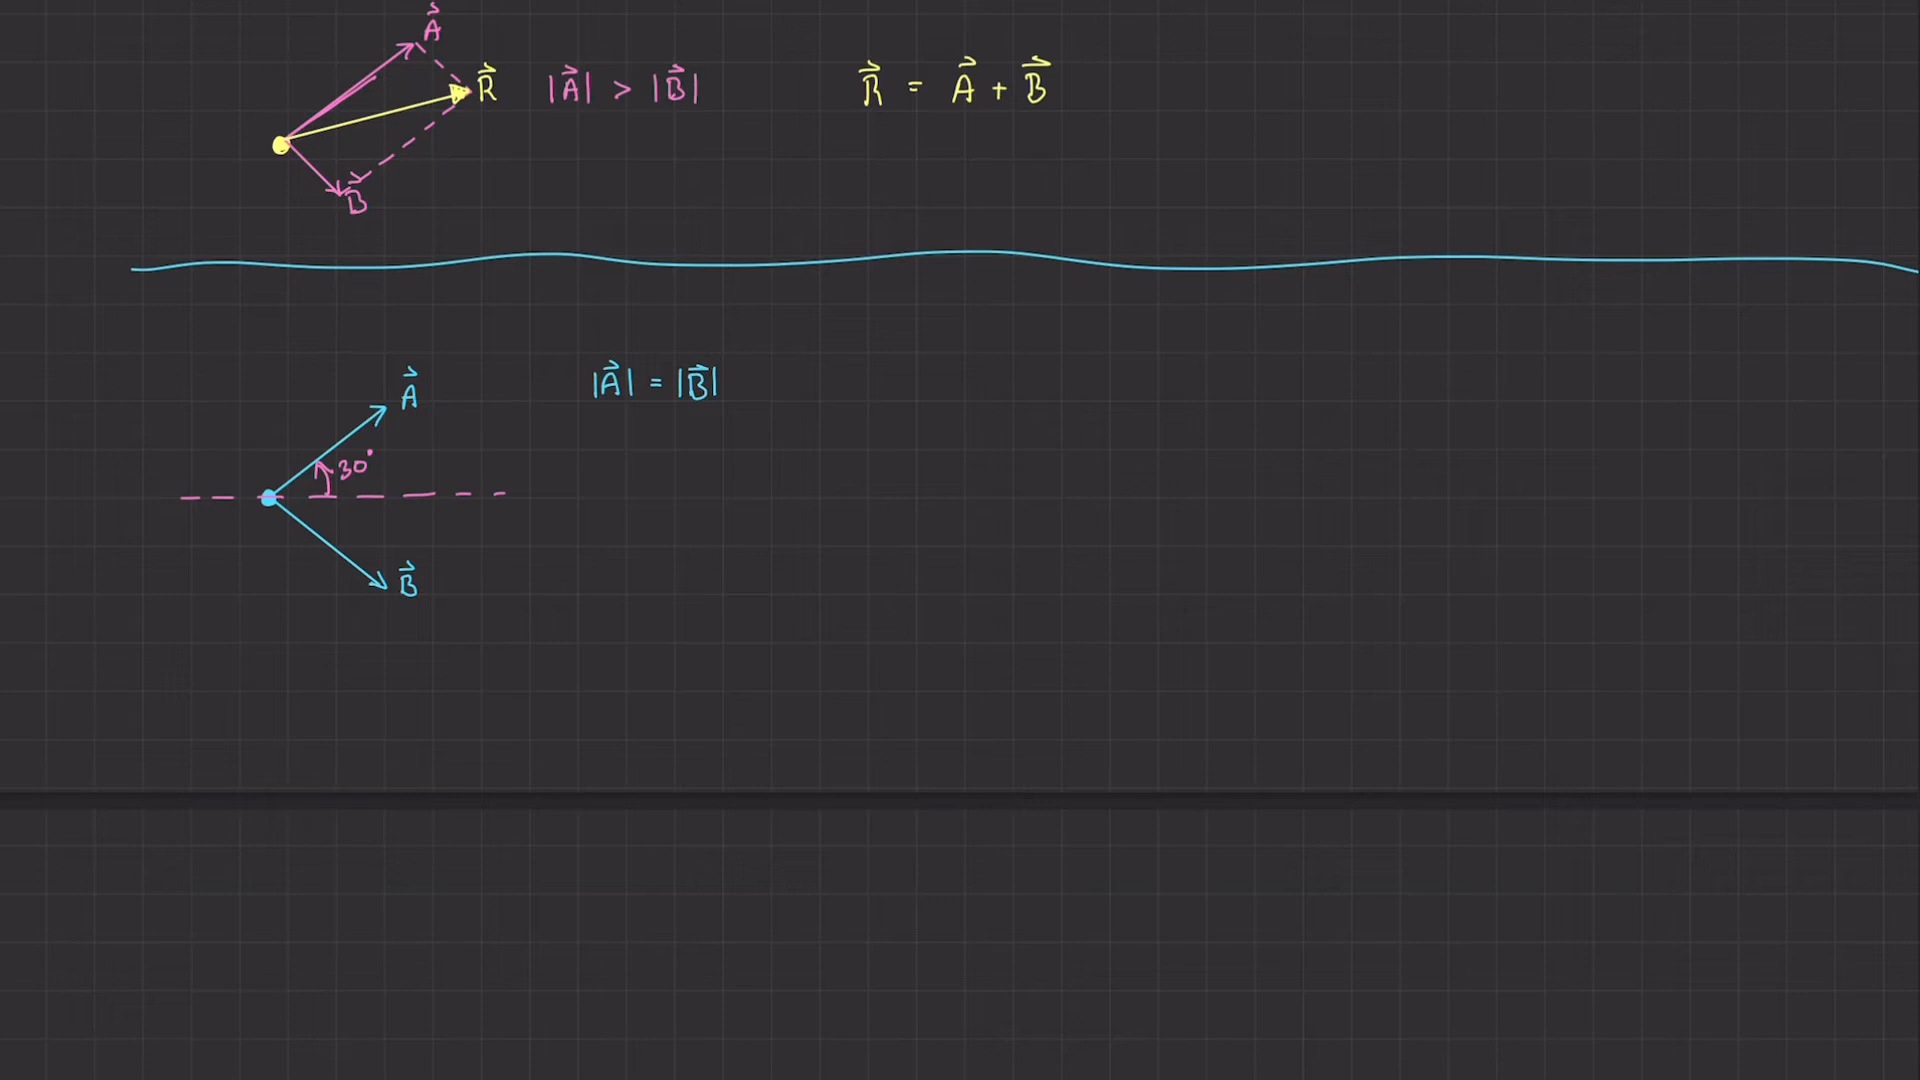 A⃗
R⃗ |A⃗| > |B⃗| R⃗ = A⃗ + B⃗
B⃗
A⃗ |A⃗| = |B⃗|
30°
B⃗